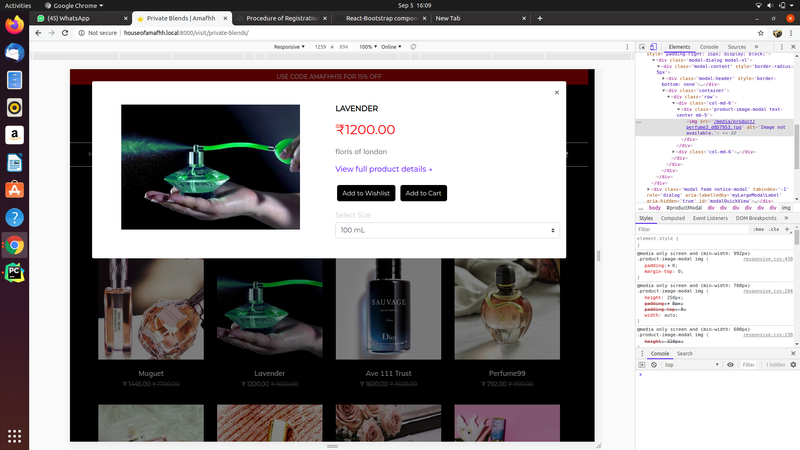 Activities
Google Chrome
Sep 5 16:09
(45) WhatsApp
Private Blends | Amafhh
Procedure of Registration
React-Bootstrap compon
New Tab
Not secure
houseofamafhh.local:8000/visit/private-blends/
Responsive
1259 × 894
100%
Online
Elements
Console
Sources
USE CODE AMAFHH15 FOR 15% OFF
LAVENDER
₹1200.00
floris of london
View full product details →
Add to Wishlist
Add to Cart
Select Size
100 mL
SAUVAGE
Dior
Muguet
₹ 1445.00 ₹ 1700.00
Lavender
₹ 1200.00 ₹ 1600.00
Ave 111 Trust
₹ 1600.00 ₹ 1650.00
Perfume99
₹ 792.00 ₹ 990.00
<div class="modal-dialog modal-xl">
<div class="modal-content" style="border-radius:
5px">
<div class="modal-header" style="border-
bottom: none">…</div>
<div class="container">
<div class="row">
<div class="col-md-6">
<div class="product-image-modal text-
center mb-5">
<img src="/media/product/
perfume3_d8b7953.jpg" alt="Image not
available."> == $0
</div>
</div>
<div class="col-md-6">…</div>
</div>
</div>
</div>
</div>
<div class="modal fade notice-modal" tabindex="-1"
role="dialog" aria-labelledby="myLargeModalLabel"
aria-hidden="true" id="modalQuickView">
body
#productModal
div
div
div
div
div
div
img
Styles
Computed
Event Listeners
DOM Breakpoints
Filter
:hov
.cls
element.style {
}
@media only screen and (min-width: 992px)
.product-image-modal img {
responsive.css:430
padding: 0;
margin-top: 0;
}
@media only screen and (min-width: 768px)
.product-image-modal img {
responsive.css:294
height: 250px;
padding: 0px;
padding-top: 0;
width: auto;
}
@media only screen and (min-width: 600px)
.product-image-modal img {
responsive.css:230
height: 320px;
Console
Search
top
Filter
1 hidden